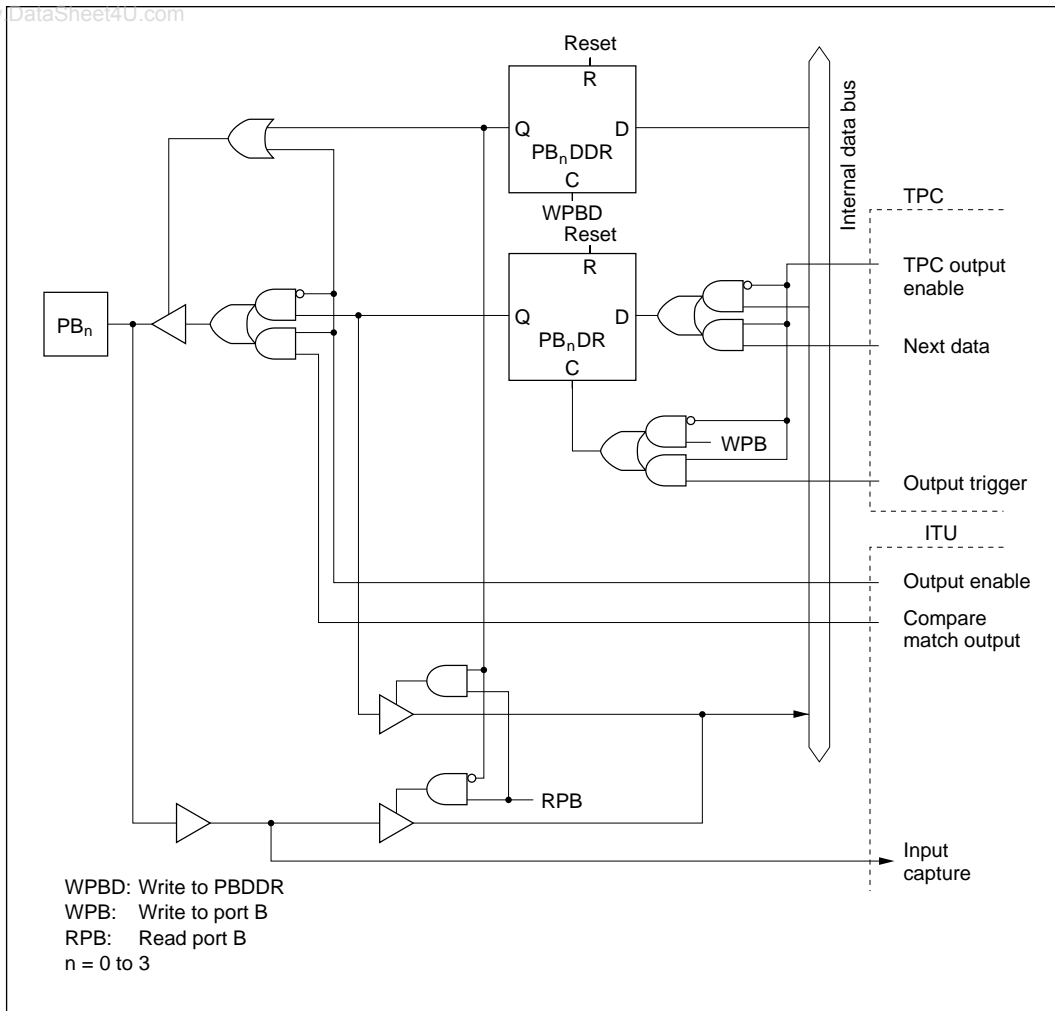 .DataSheet4U.com
Reset
R
Q
D
PBnDDR
C
WPBD
Internal data bus
TPC
Reset
R
TPC output
enable
PBn
Q
D
PBnDR
C
Next data
WPB
Output trigger
ITU
Output enable
Compare
match output
RPB
Input
capture
WPBD: Write to PBDDR
WPB: Write to port B
RPB: Read port B
n = 0 to 3